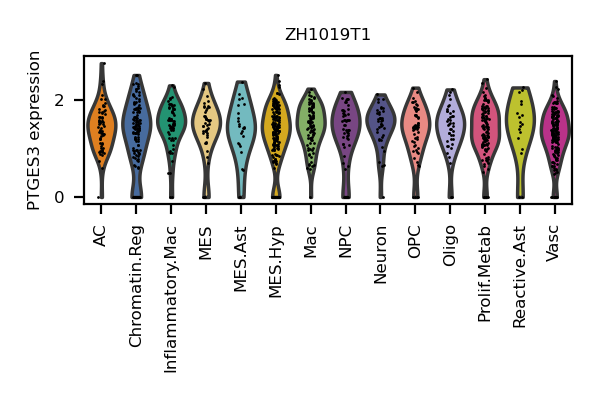 ZH1019T1
PTGES3 expression
2
0
AC
Chromatin.Reg
Inflammatory.Mac
MES
MES.Ast
MES.Hyp
Mac
NPC
Neuron
OPC
Oligo
Prolif.Metab
Reactive.Ast
Vasc